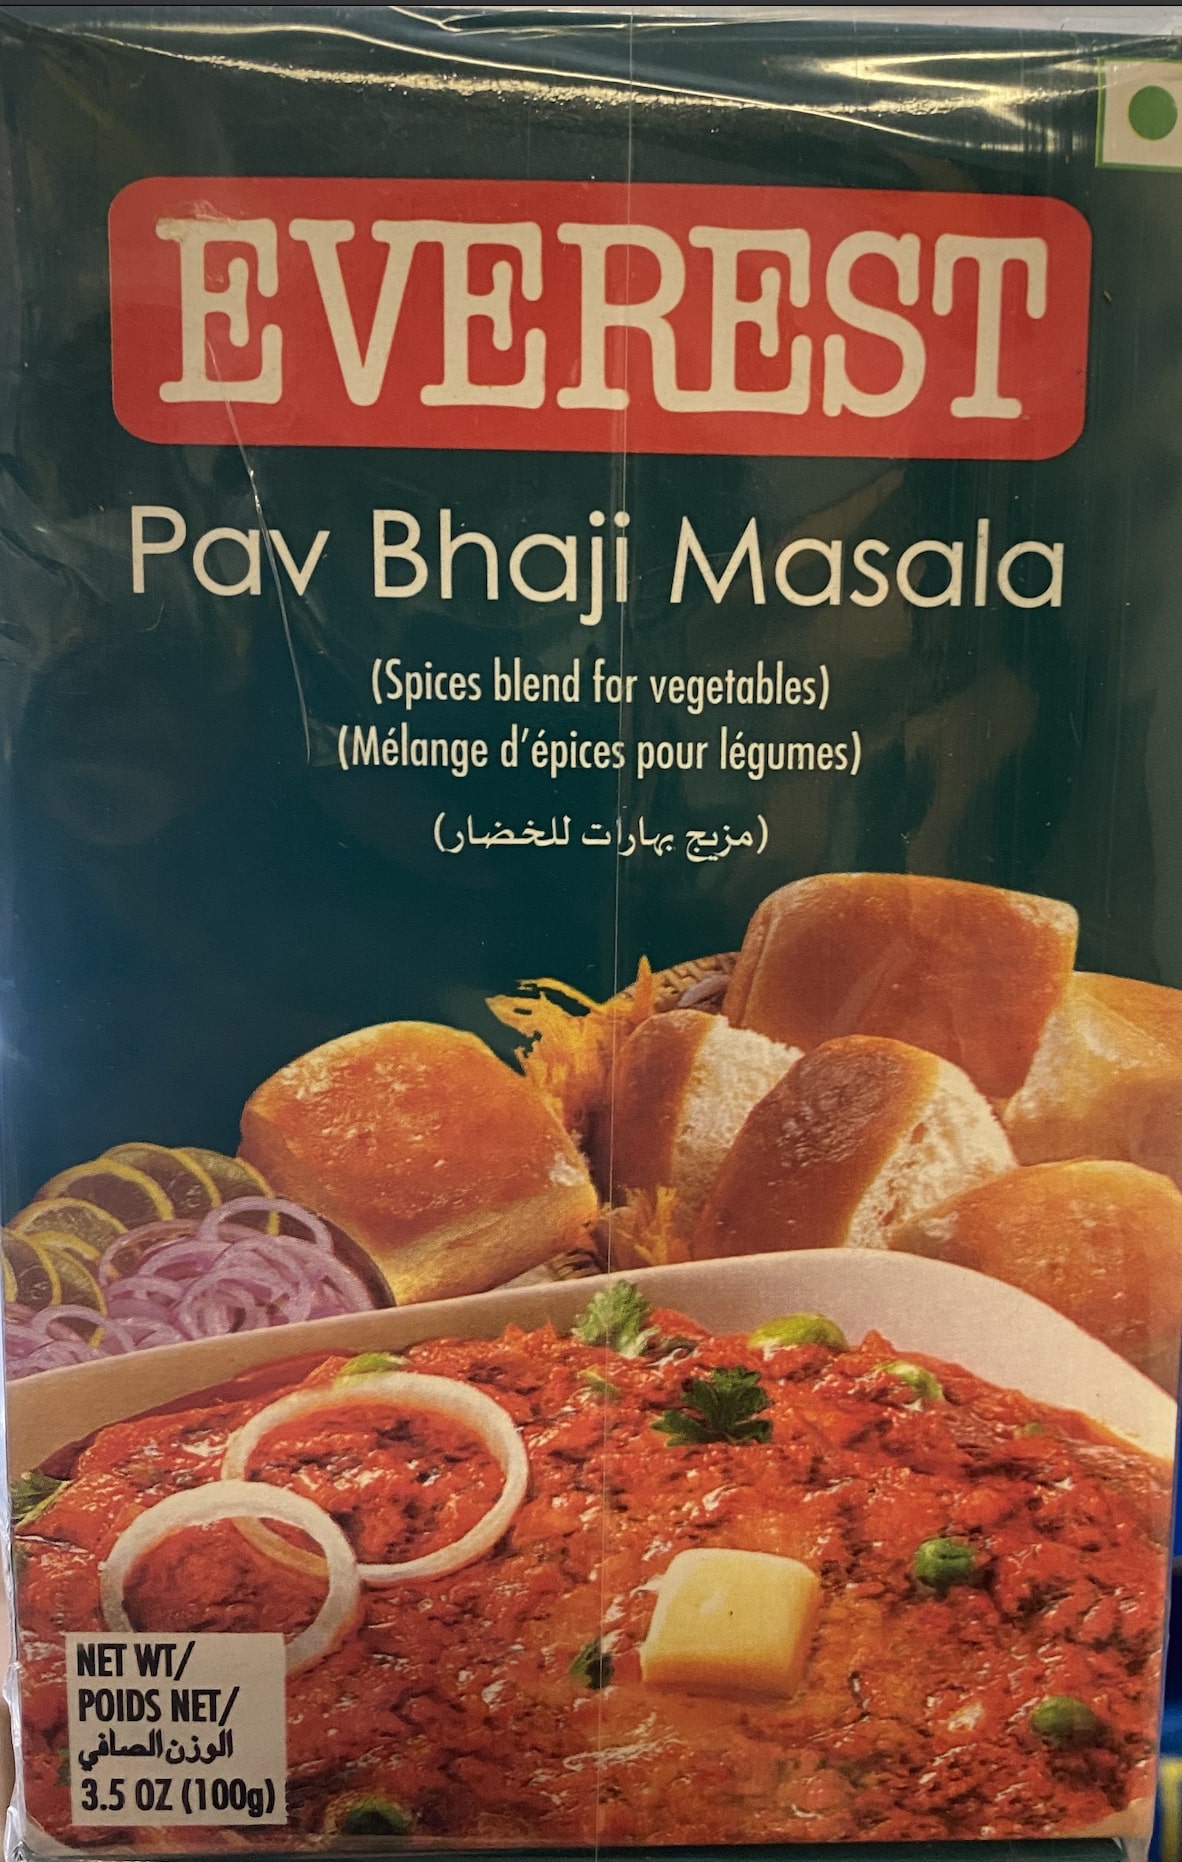 EVEREST
Pav Bhaji Masala
(Spices blend for vegetables)
(Mélange d'épices pour légumes)
(مزيج بهارات للخضار)
NET WT/
POIDS NET/
الوزن الصافي
3.5 OZ (100g)